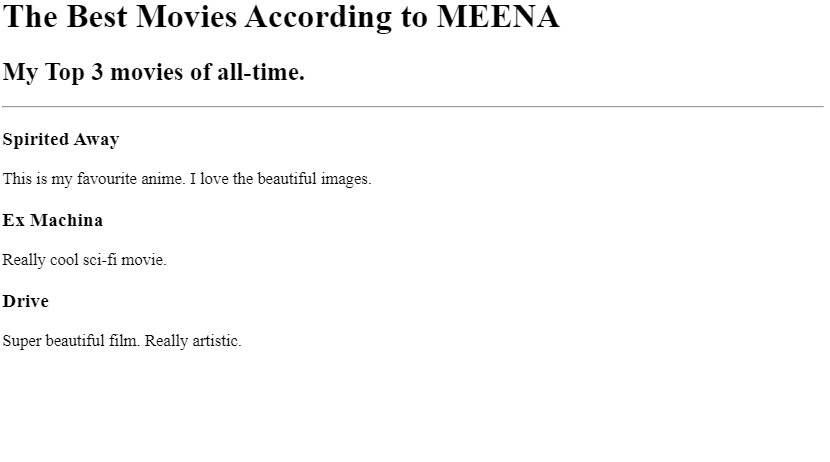 The Best Movies According to MEENA
My Top 3 movies of all-time.
Spirited Away
This is my favourite anime. I love the beautiful images.
Ex Machina
Really cool sci-fi movie.
Drive
Super beautiful film. Really artistic.